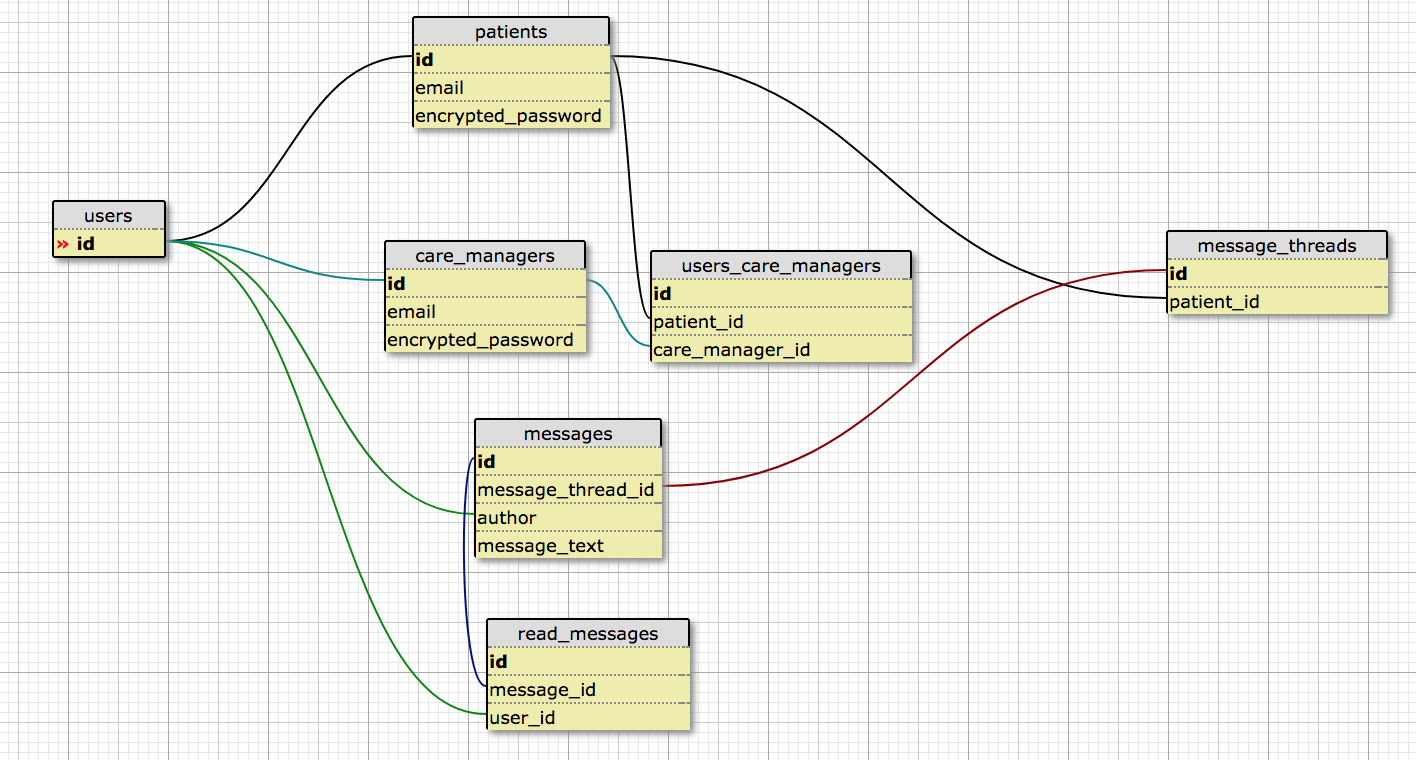 patients
id
email
encrypted_password
users
» id
care_managers
id
email
encrypted_password
users_care_managers
id
patient_id
care_manager_id
message_threads
id
patient_id
messages
id
message_thread_id
author
message_text
read_messages
id
message_id
user_id